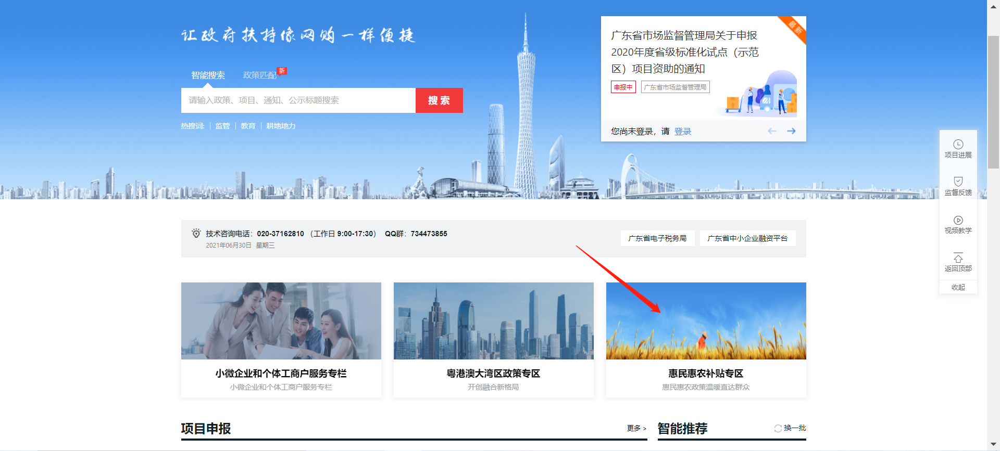 让政府扶持像网购一样便捷
智能搜索
政策匹配
新
请输入政策、项目、通知、公示标题搜索
搜 索
热搜词:
监管
教育
耕地地力
最新
广东省市场监督管理局关于申报
2020年度省级标准化试点（示范
区）项目资助的通知
申报中
广东省市场监督管理局
您尚未登录，请 登录
项目进展
监督反馈
视频教学
返回顶部
收起
技术咨询电话：020-37162810 （工作日 9:00-17:30） QQ群：734473855
2021年06月30日 星期三
广东省电子税务局
广东省中小企业融资平台
小微企业和个体工商户服务专栏
小微企业和个体工商户服务专栏
粤港澳大湾区政策专区
开创融合新格局
惠民惠农补贴专区
惠民惠农政策温暖直达群众
项目申报
更多 >
智能推荐
换一批